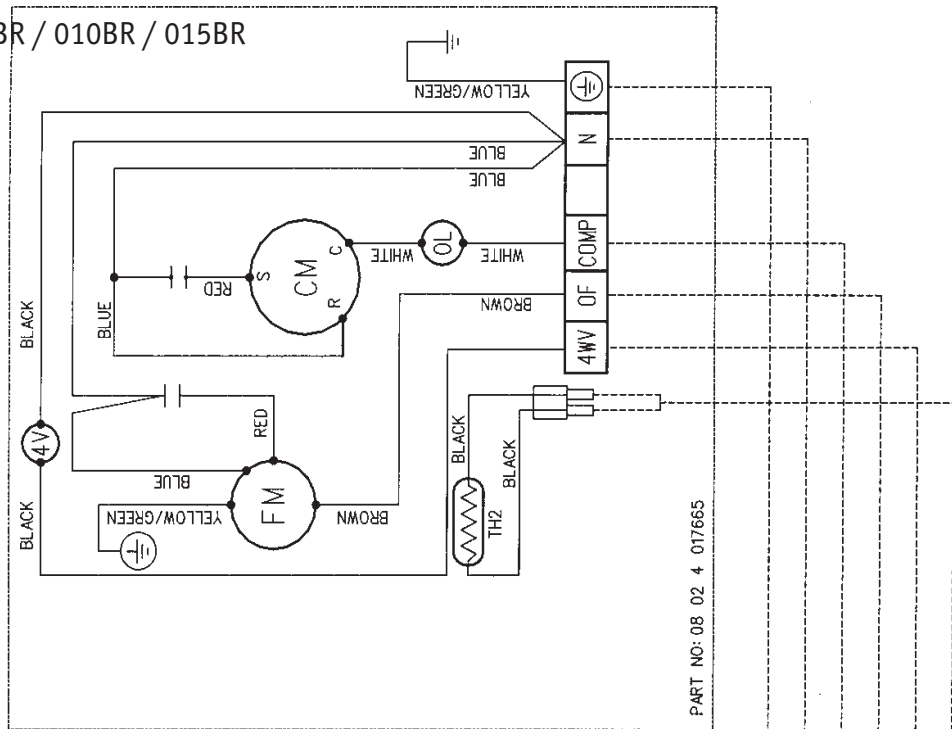 BR / 010BR / 015BR
YELLOW/GREEN
N
BLUE
BLUE
COMP
WHITE
OL
WHITE
C
S
CM
R
RED
OF
BROWN
4WV
BLACK
BLUE
4V
RED
BLUE
FM
YELLOW/GREEN
BROWN
BLACK
BLACK
BLACK
TH2
PART NO: 08 02 4 017665